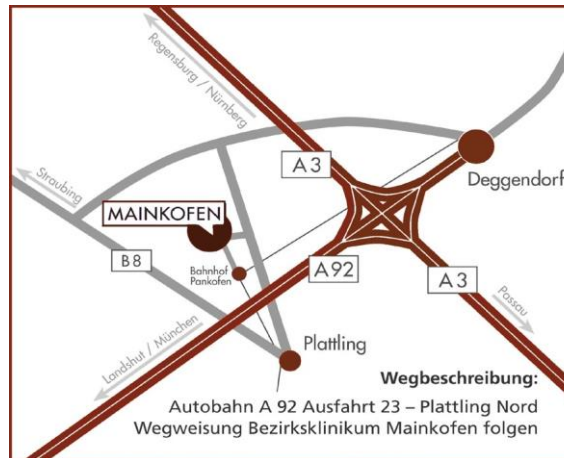 Regensburg / Nürnberg
A3
Straubing
Deggendorf
MAINKOFEN
B8
Bahnhof
Pankofen
A92
A3
Passau
Landshut / München
Plattling
Wegbeschreibung:
Autobahn A 92 Ausfahrt 23 – Plattling Nord
Wegweisung Bezirksklinikum Mainkofen folgen